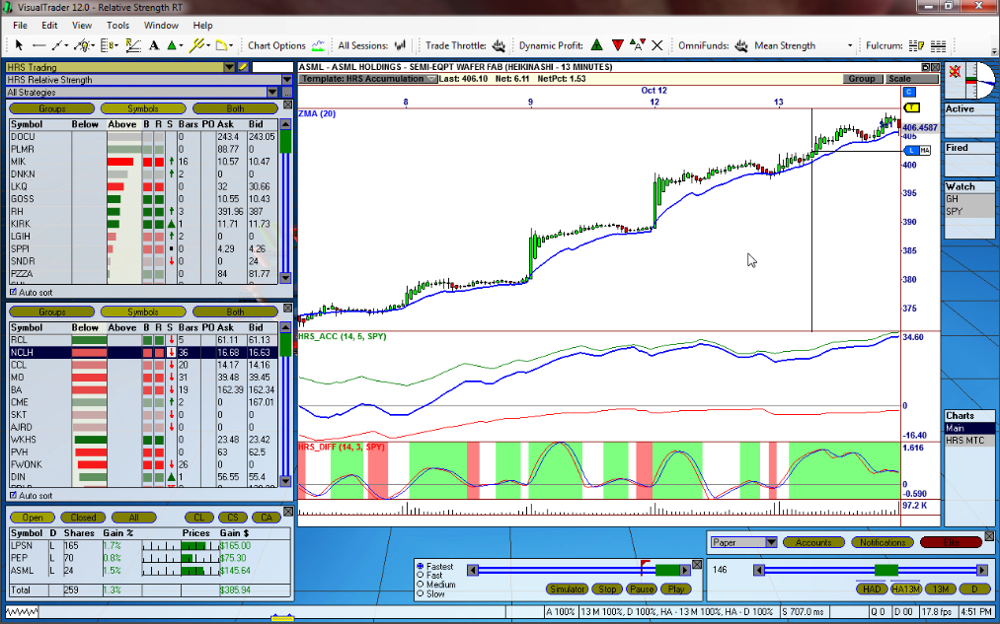 VisualTrader 12.0 - Relative Strength RT
File Edit View Tools Window Help
Chart Options All Sessions: Trade Throttle: Dynamic Profit: OmniFunds: Mean Strength Fulcrum:
HRS Trading
HRS Relative Strength
All Strategies
Groups Symbols Both
Symbol Below Above B R S Bars PO Ask Bid
DOCU 0 243.4 243.05
PLMR 0 88.77 0
MIK 16 10.57 10.47
DNKN 2 0 0
LKQ 0 32 30.66
GOSS 0 10.55 10.43
RH 3 391.96 387
KIRK 1 11.71 11.73
LGIH 2 0 0
SPPI 0 4.29 4.26
SNDR 0 0 24
PZZA 0 84 81.77
Auto sort
Groups Symbols Both
Symbol Below Above B R S Bars PO Ask Bid
RCL 5 61.11 61.13
NCLH 36 16.68 16.63
CCL 20 14.17 14.16
MO 31 39.48 39.45
BA 19 162.39 162.34
CME 2 0 167.01
SKT 0 0 0
AJRD 0 0 0
WKHS 0 23.48 23.42
PVH 0 63 62.5
FWONK 26 0 0
DIN 1 56.55 55.4
Auto sort
Open Closed All CL CS CA
Symbol D Shares Gain % Prices Gain $
LPSN L 165 1.7% $165.00
PEP L 70 0.8% $75.30
ASML L 24 1.5% $145.64
Total 259 1.3% $385.94
ASML - ASML HOLDINGS - SEMI-EQPT WAFER FAB (HEIKINASHI - 13 MINUTES)
Template: HRS Accumulation Last: 406.10 Net: 6.11 NetPct: 1.53 Group Scale
Oct 12
8 9 12 13
ZMA (20)
C
T
406.4587
405
L HA
400
395
390
385
380
375
HRS_ACC (14, 5, SPY)
34.60
0
-16.40
HRS_DIFF (14, 3, SPY)
1.616
0
-0.590
97.2 K
Active
Fired
Watch
GH
SPY
Charts
Main
HRS MTC
Paper Accounts Notifications
Fastest
Fast
Medium
Slow
Simulator Stop Pause Play
146
HAD HA13M 13M D
A 100% 13 M 100%, D 100%, HA - 13 M 100%, HA - D 100% S 707.0 ms Q 0 D 00 17.8 fps 4:51 PM